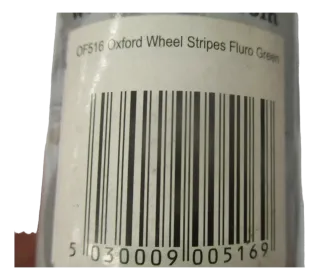 OF516 Oxford Wheel Stripes Fluro Green
5 030009 005169